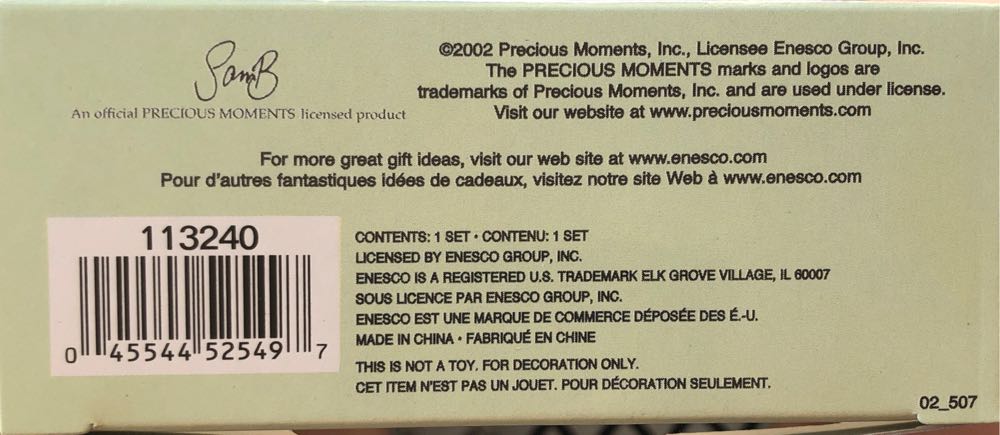 SamB
An official PRECIOUS MOMENTS licensed product
©2002 Precious Moments, Inc., Licensee Enesco Group, Inc.
The PRECIOUS MOMENTS marks and logos are
trademarks of Precious Moments, Inc. and are used under license.
Visit our website at www.preciousmoments.com
For more great gift ideas, visit our web site at www.enesco.com
Pour d'autres fantastiques idées de cadeaux, visitez notre site Web à www.enesco.com
113240
0 45544 52549 7
CONTENTS: 1 SET • CONTENU: 1 SET
LICENSED BY ENESCO GROUP, INC.
ENESCO IS A REGISTERED U.S. TRADEMARK ELK GROVE VILLAGE, IL 60007
SOUS LICENCE PAR ENESCO GROUP, INC.
ENESCO EST UNE MARQUE DE COMMERCE DÉPOSÉE DES É.-U.
MADE IN CHINA • FABRIQUÉ EN CHINE
THIS IS NOT A TOY. FOR DECORATION ONLY.
CET ITEM N'EST PAS UN JOUET. POUR DÉCORATION SEULEMENT.
02_507